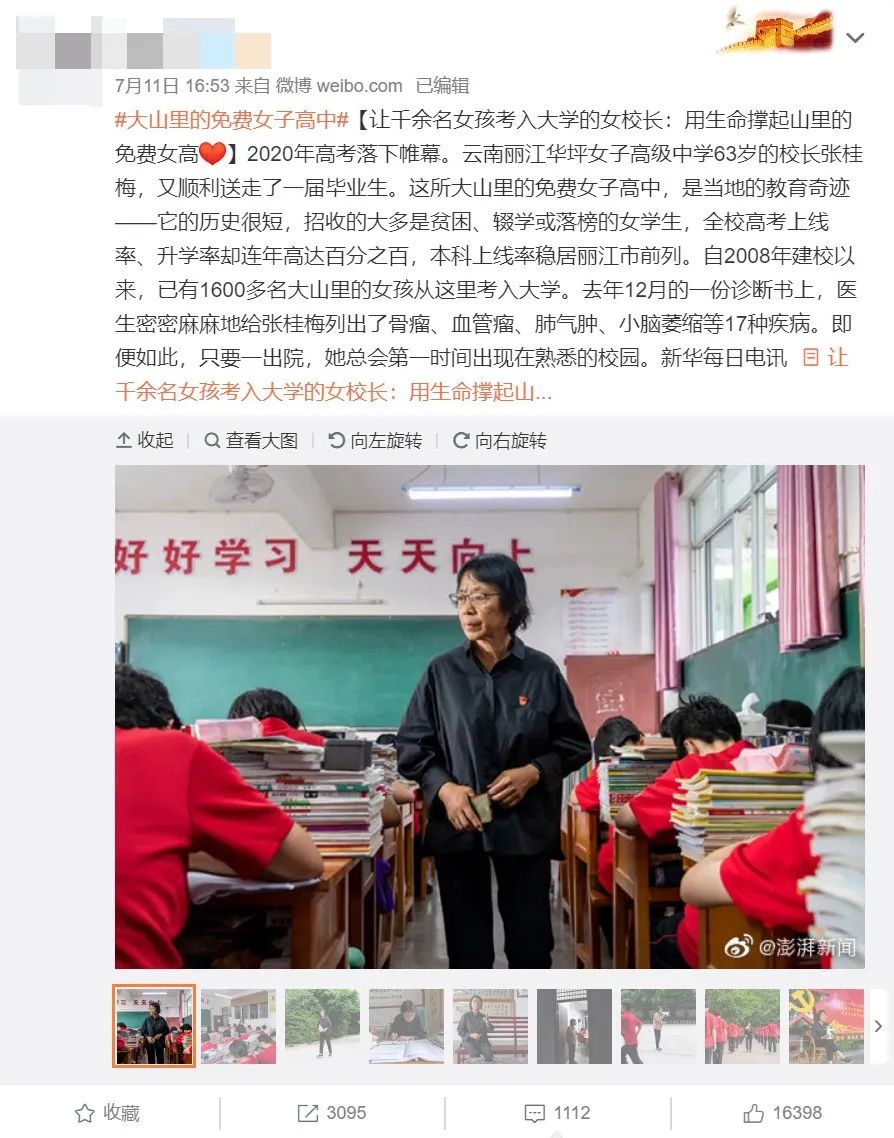 7月11日 16:53 来自 微博 weibo.com 已编辑
#大山里的免费女子高中#【让千余名女孩考入大学的女校长：用生命撑起山里的
免费女高❤️】2020年高考落下帷幕。云南丽江华坪女子高级中学63岁的校长张桂
梅，又顺利送走了一届毕业生。这所大山里的免费女子高中，是当地的教育奇迹
——它的历史很短，招收的大多是贫困、辍学或落榜的女学生，全校高考上线
率、升学率却连年高达百分之百，本科上线率稳居丽江市前列。自2008年建校以
来，已有1600多名大山里的女孩从这里考入大学。去年12月的一份诊断书上，医
生密密麻麻地给张桂梅列出了骨瘤、血管瘤、肺气肿、小脑萎缩等17种疾病。即
便如此，只要一出院，她总会第一时间出现在熟悉的校园。新华每日电讯 让
千余名女孩考入大学的女校长：用生命撑起山...
收起 查看大图 向左旋转 向右旋转
好好学习 天天向上
@澎湃新闻
收藏 3095 1112 16398